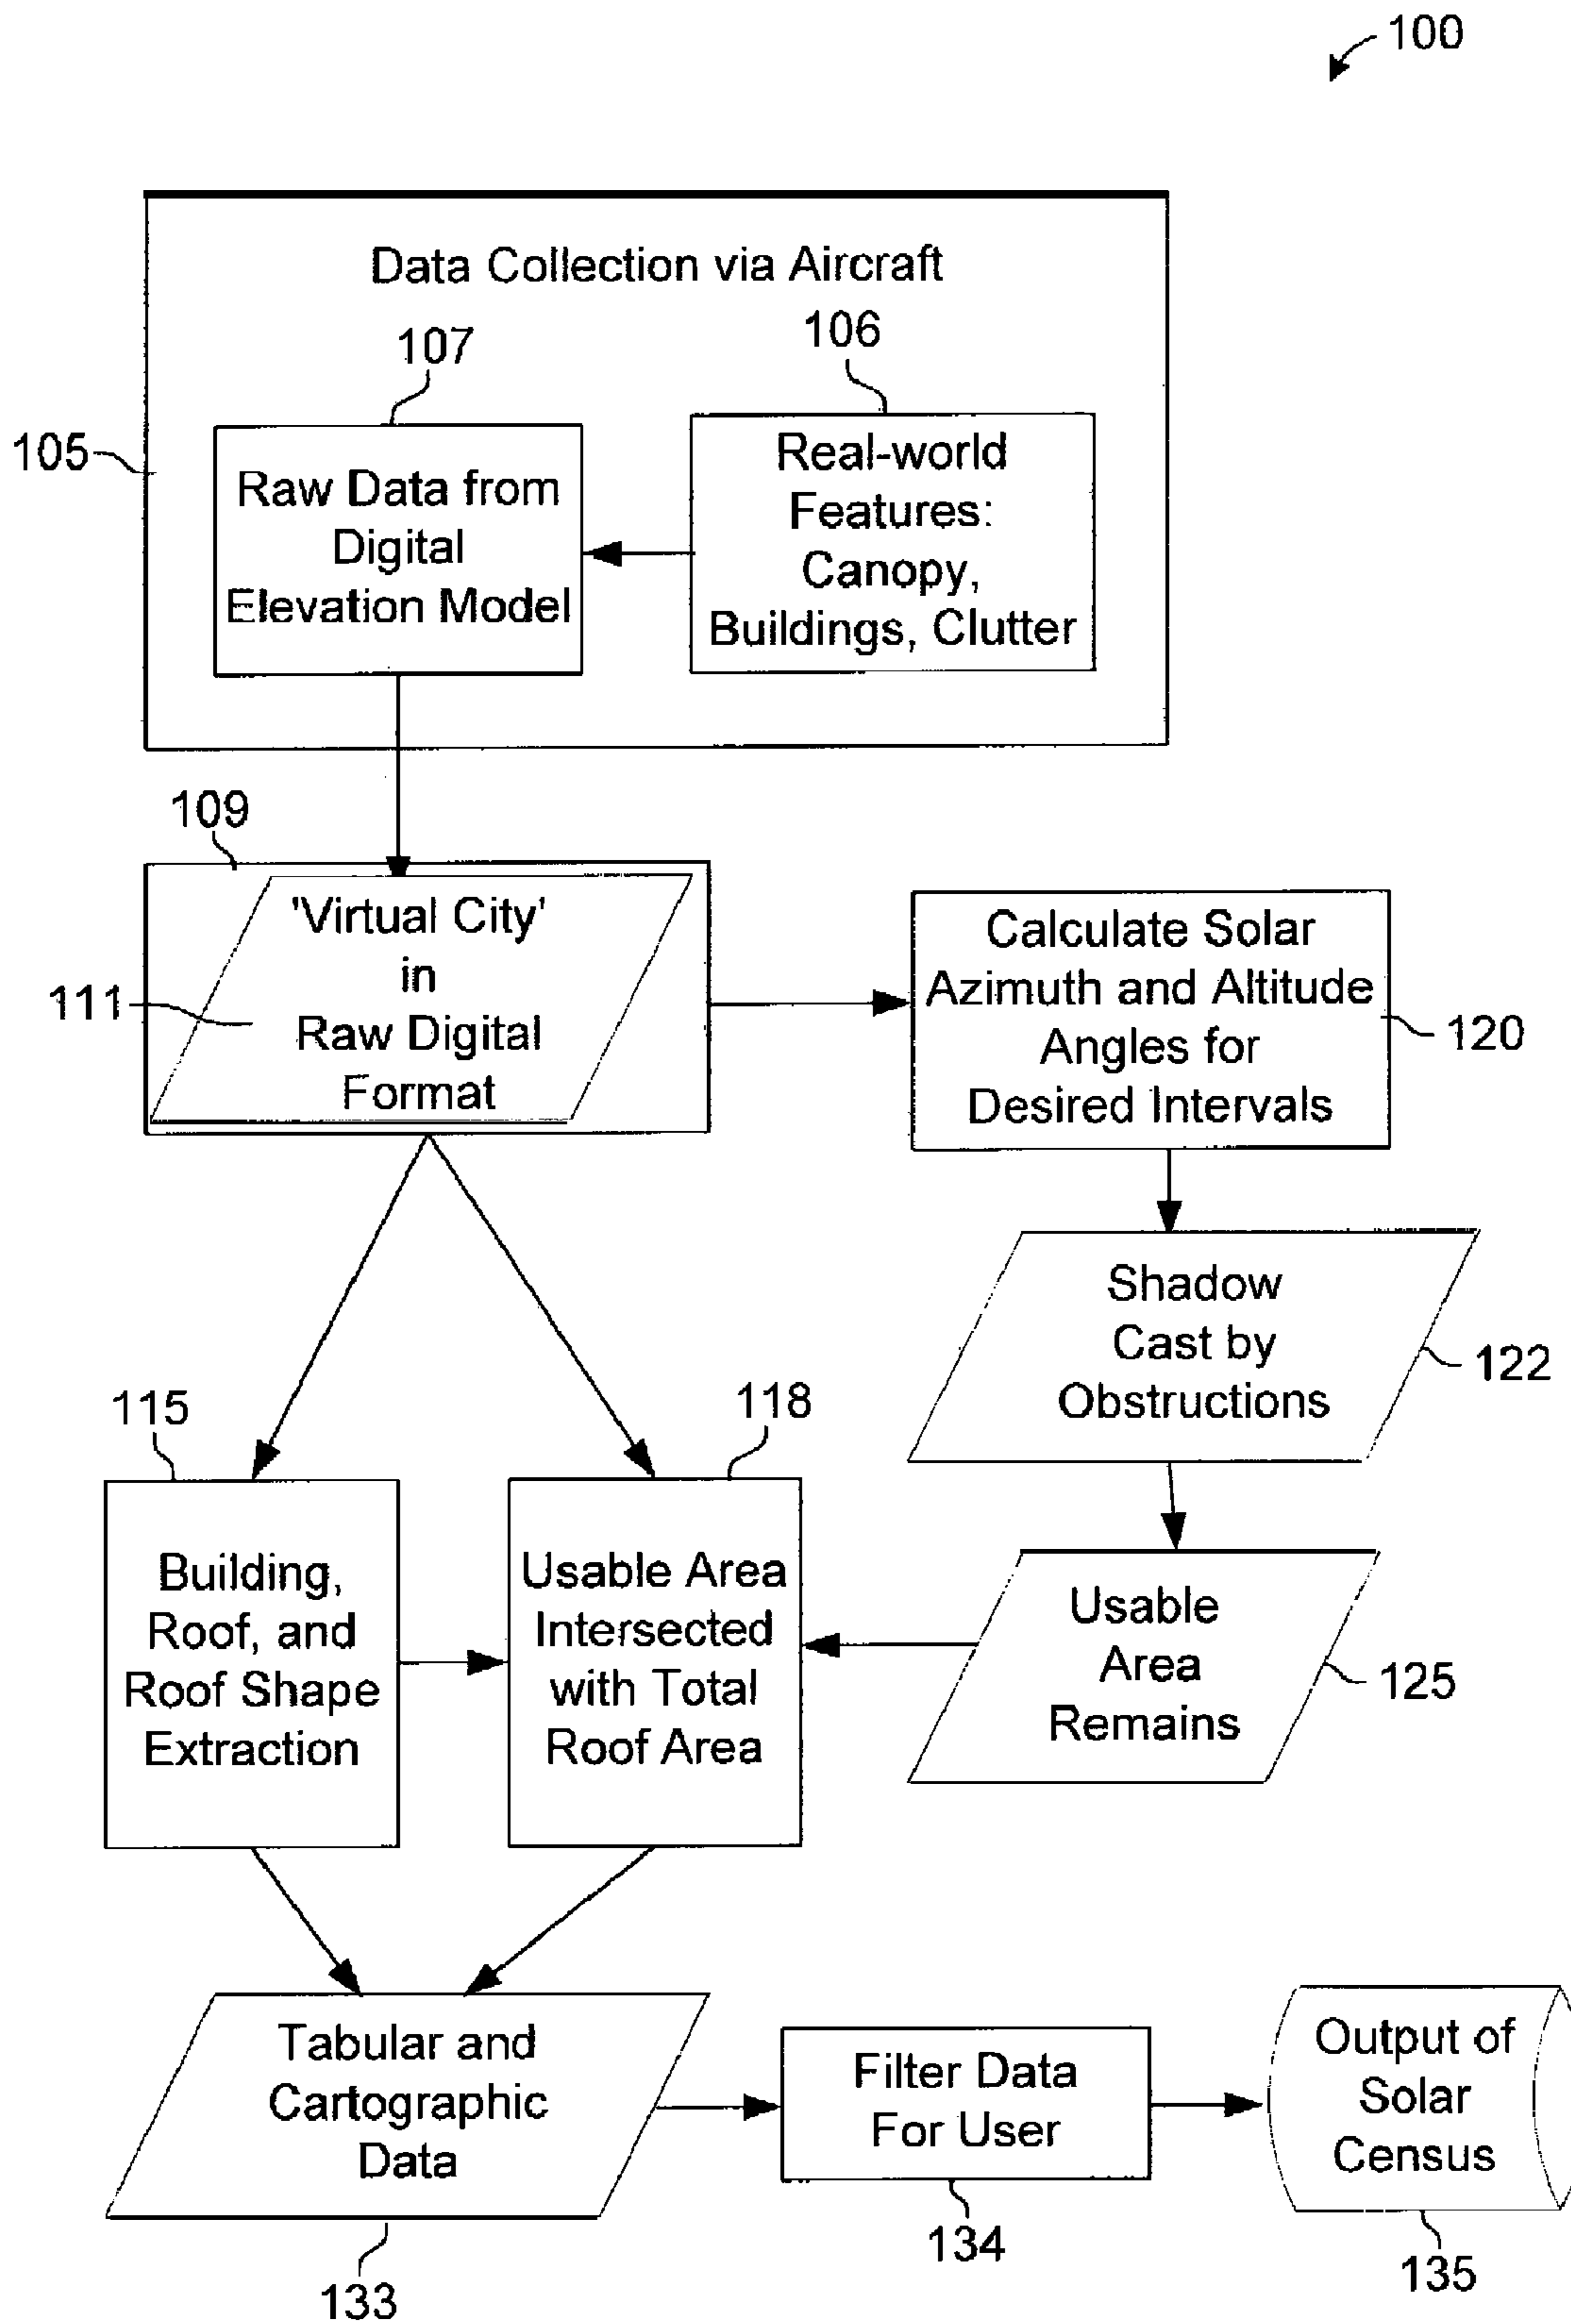 100
Data Collection via Aircraft
106
107
105
Real-world
Features:
Canopy,
Buildings, Clutter
Raw Data from
Digital
Elevation Model
109
'Virtual City'
in
Raw Digital
Format
111
Calculate Solar
Azimuth and Altitude
Angles for
Desired Intervals
120
Shadow
Cast by
Obstructions
122
115
118
Building,
Roof, and
Roof Shape
Extraction
Usable Area
Intersected
with Total
Roof Area
Usable
Area
Remains
125
Tabular and
Cartographic
Data
133
Filter Data
For User
134
Output of
Solar
Census
135